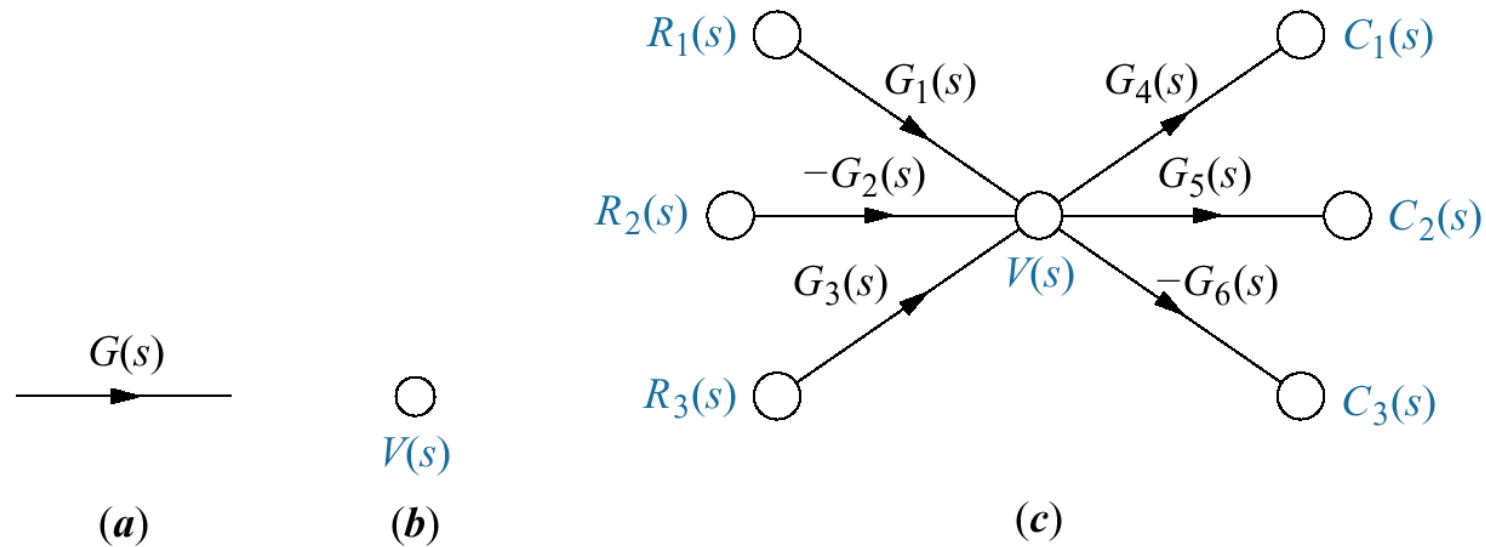 R₁(s) C₁(s)
G₁(s) G₄(s)
–G₂(s) G₅(s)
R₂(s) C₂(s)
V(s)
G₃(s) –G₆(s)
G(s)
R₃(s) C₃(s)
V(s)
(a) (b) (c)